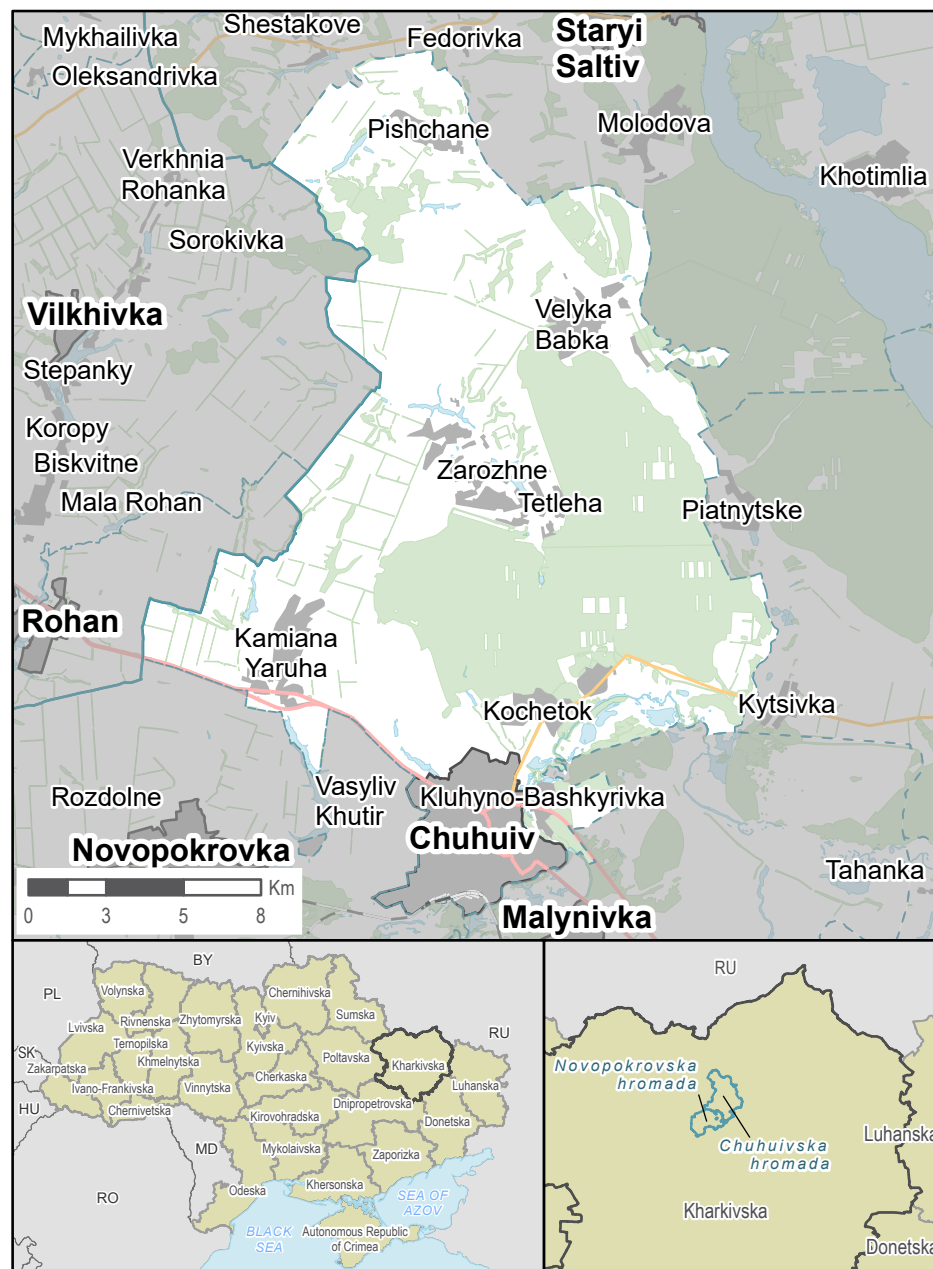 Shestakove
Mykhailivka
Fedorivka
Staryi
Saltiv
Oleksandrivka
Pishchane
Molodova
Verkhnia
Rohanka
Khotimlia
Sorokivka
Vilkhivka
Velyka
Babka
Stepanky
Koropy
Biskvitne
Zarozhne
Mala Rohan
Tetleha
Piatnytske
Rohan
Kamiana
Yaruha
Kochetok
Kytsivka
Rozdolne
Vasyliv
Khutir
Kluhyno-Bashkyrivka
Chuhuiv
Novopokrovka
Tahanka
Malynivka
Km
0 3 5 8
BY
PL
Volynska
Chernihivska
Rivnenska
Zhytomyrska
Kyiv
Sumska
RU
Lvivska
Ternopilska
Kyivska
Poltavska
Kharkivska
SK
Zakarpatska
Khmelnytska
Cherkaska
Luhanska
Ivano-Frankivska
Vinnytska
HU
Chernivetska
Kirovohradska
Dnipropetrovska
Donetska
MD
Mykolaivska
Zaporizka
RO
Odeska
Khersonska
SEA OF
AZOV
BLACK
SEA
Autonomous Republic
of Crimea
RU
Novopokrovska
hromada
Chuhuivska
hromada
Luhanska
Kharkivska
Donetska